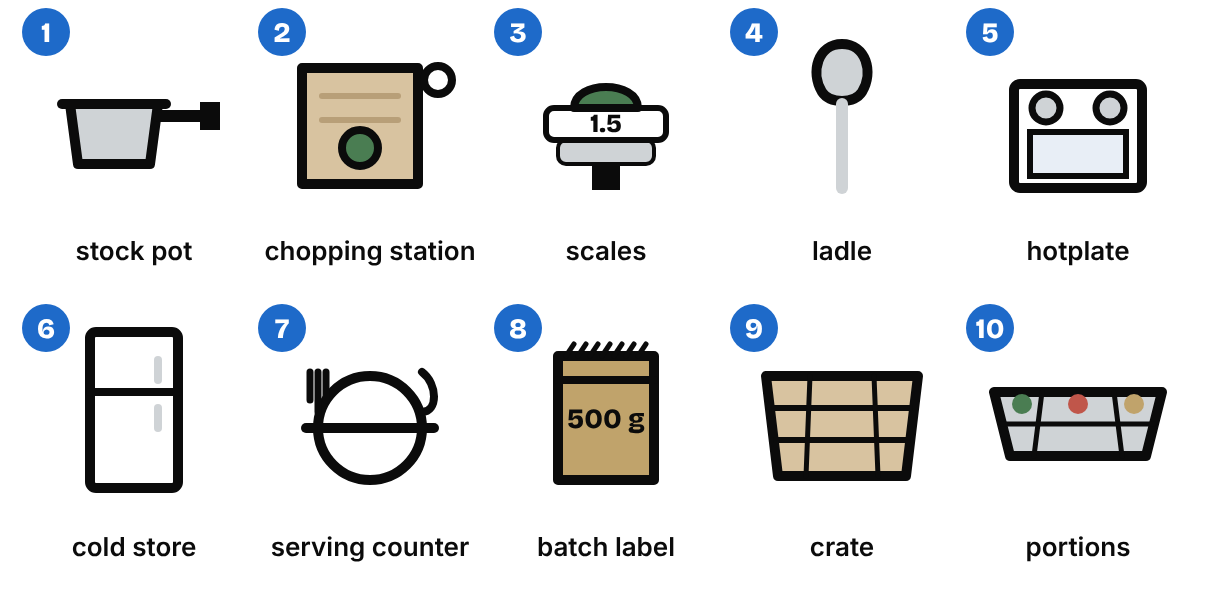 1
2
3
4
5
1.5
stock pot
chopping station
scales
ladle
hotplate
6
7
8
9
10
500 g
cold store
serving counter
batch label
crate
portions